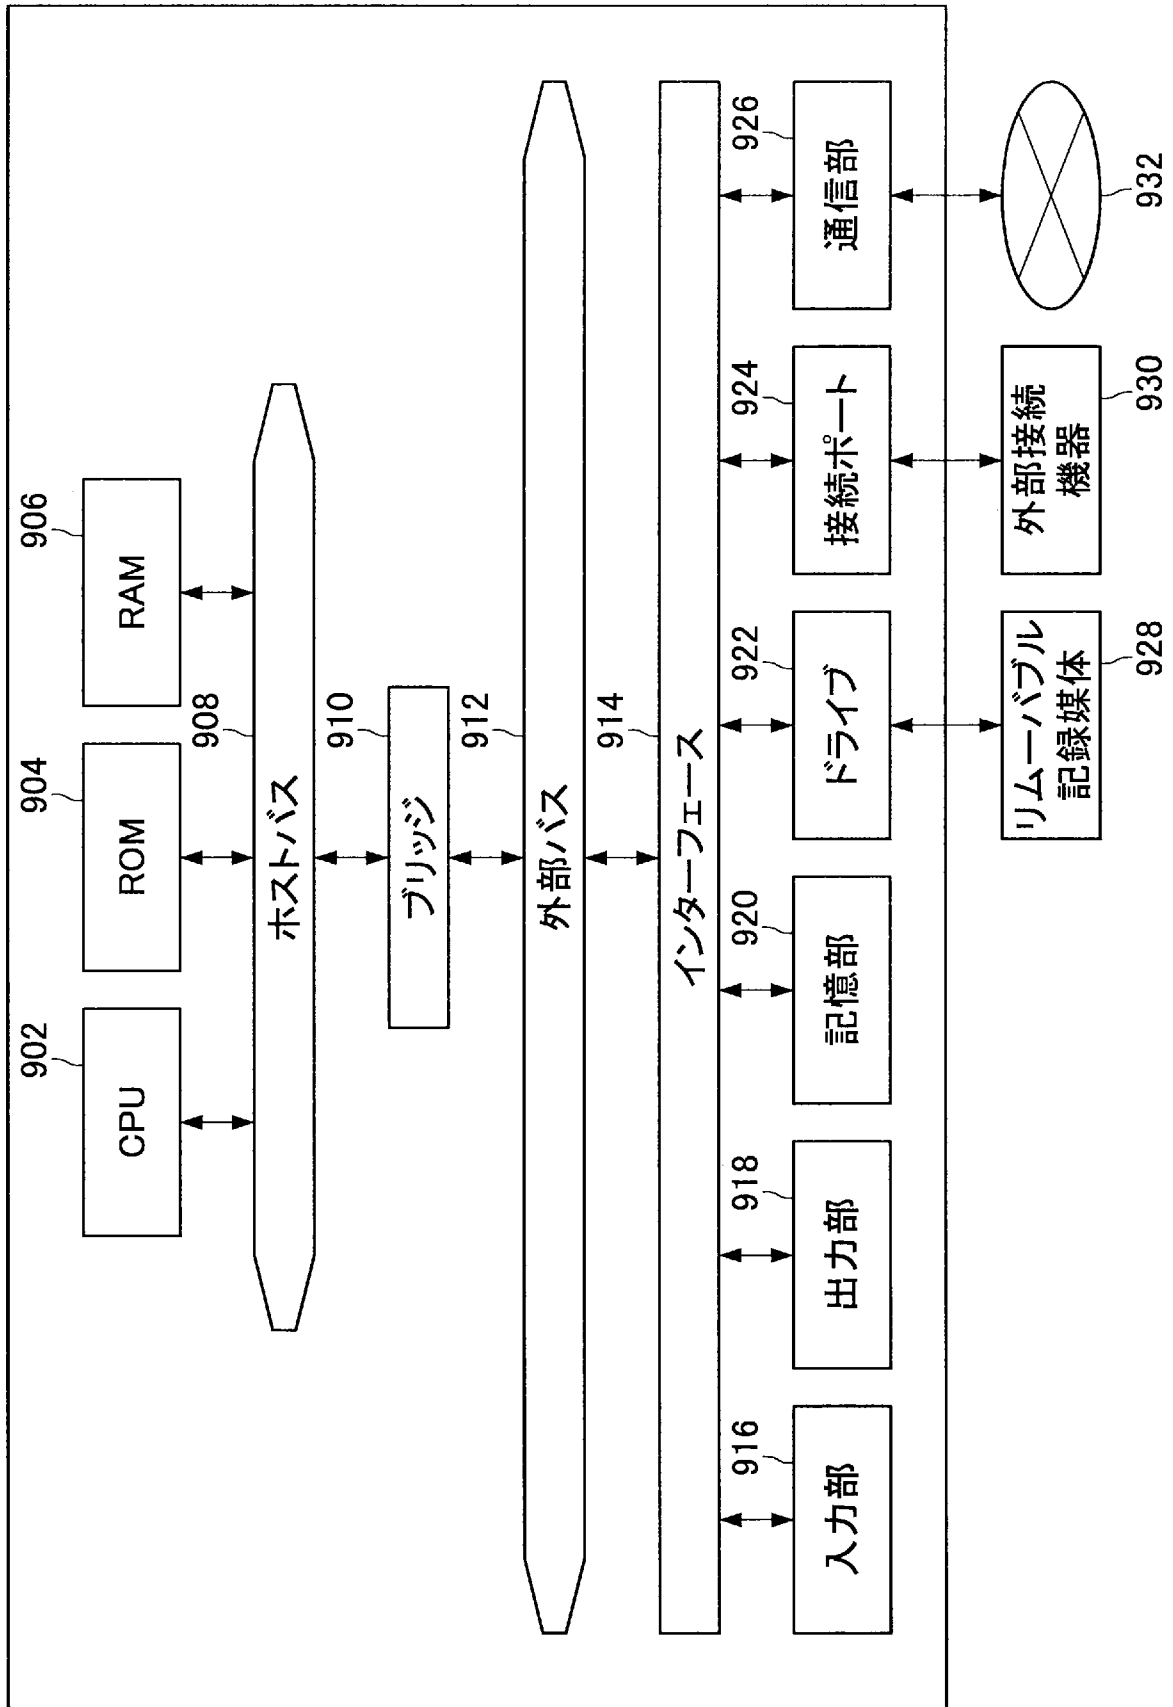 902
904
906
CPU
ROM
RAM
908
ホストバス
910
ブリッジ
912
外部バス
914
インターフェース
916
918
920
922
924
926
入力部
出力部
記憶部
ドライブ
接続ポート
通信部
リムーバブル
記録媒体
外部接続
機器
928
930
932